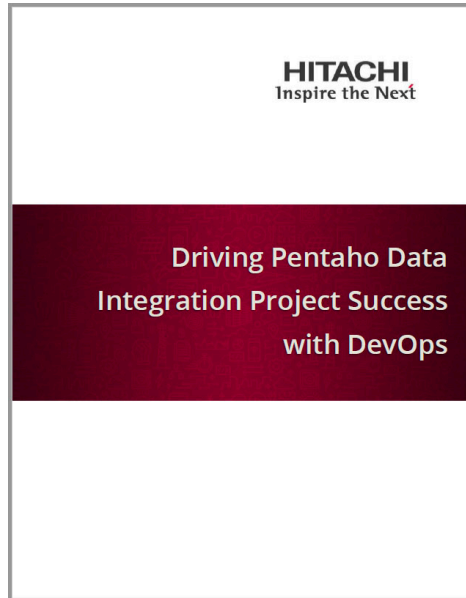 HITACHI
Inspire the Next
Driving Pentaho Data
Integration Project Success
with DevOps